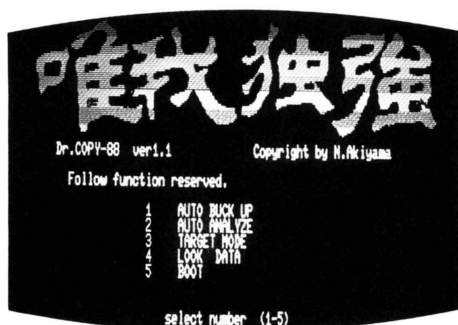 唯我独強
Dr.COPY-88 ver1.1 Copyright by N.Akiyama
Follow function reserved.
1 AUTO BUCK UP
2 AUTO ANALYZE
3 TARGET MODE
4 LOOK DATA
5 BOOT
select number (1-5)